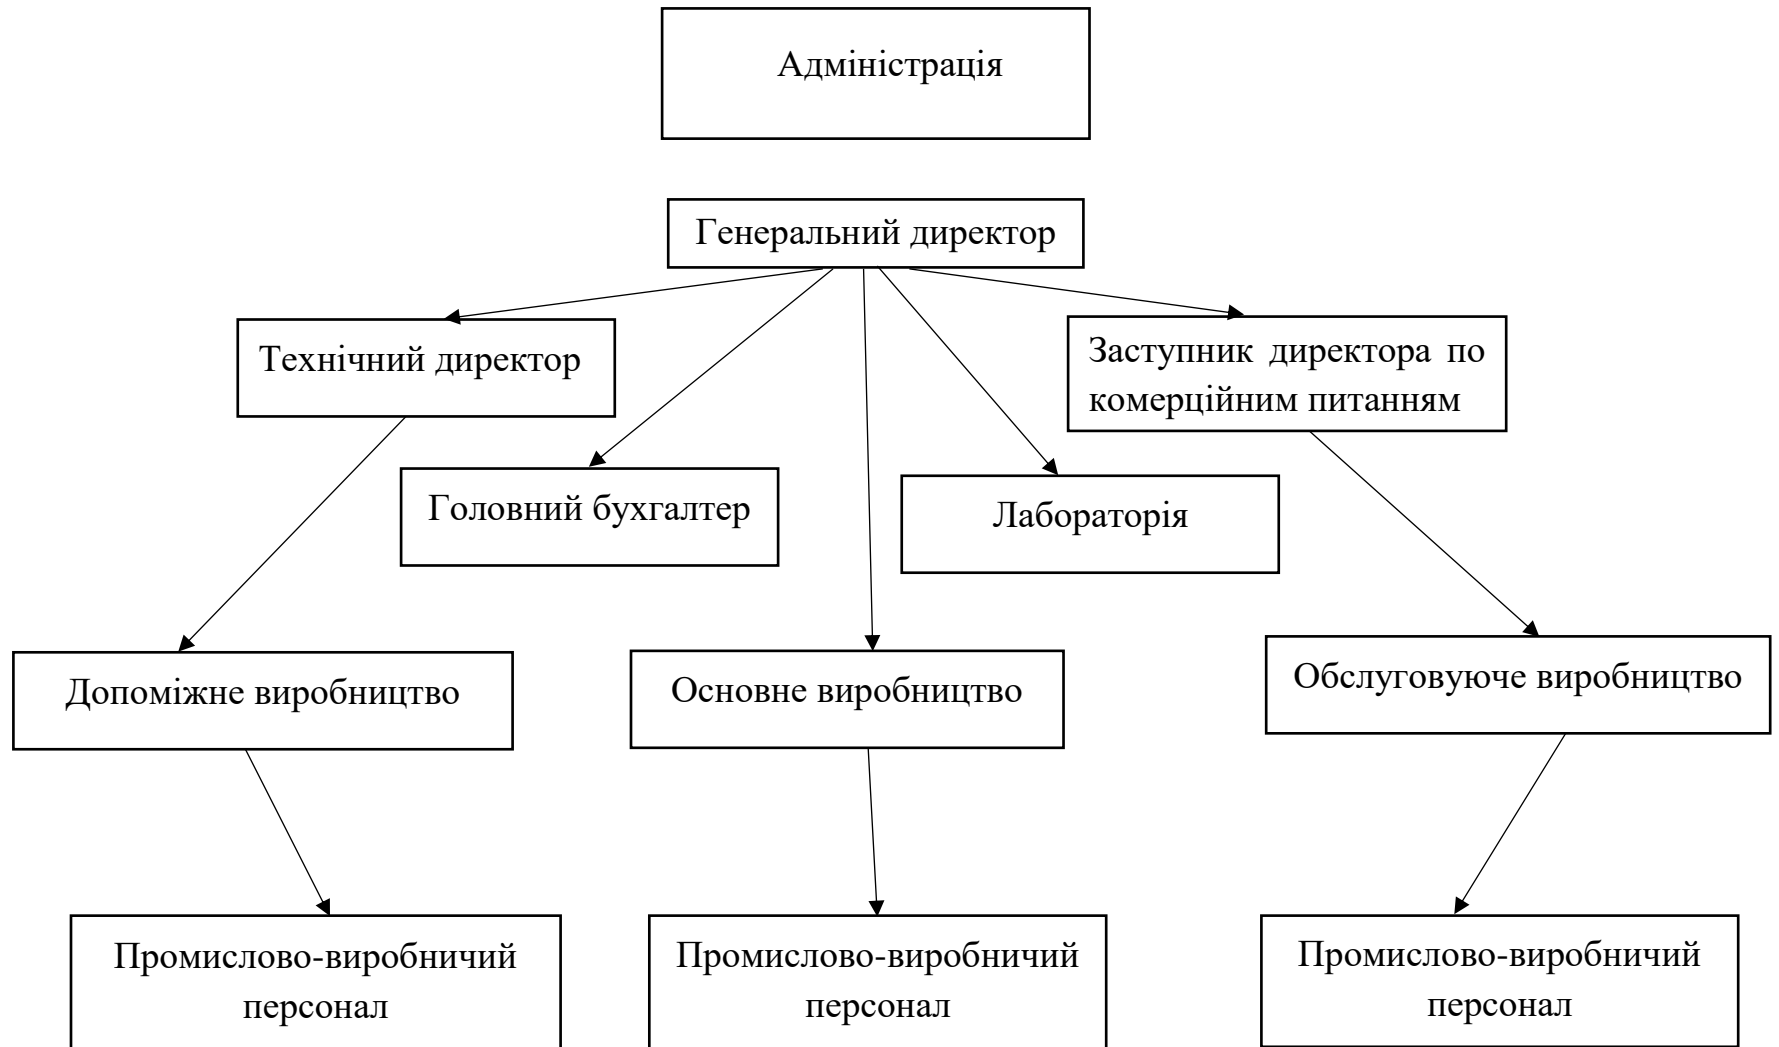 Адміністрація
Генеральний директор
Технічний директор
Заступник директора по
комерційним питанням
Головний бухгалтер
Лабораторія
Допоміжне виробництво
Основне виробництво
Обслуговуюче виробництво
Промислово-виробничий
персонал
Промислово-виробничий
персонал
Промислово-виробничий
персонал